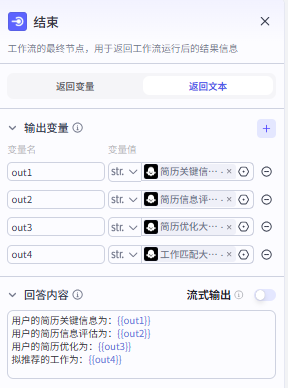 结束
工作流的最终节点，用于返回工作流运行后的结果信息
返回变量 返回文本
输出变量
变量名 变量值
out1 str. 简历关键信… - ×
out2 str. 简历信息评… - ×
out3 str. 简历优化大… - ×
out4 str. 工作匹配大… - ×
回答内容 流式输出
用户的简历关键信息为：{{out1}}
用户的简历信息评估为：{{out2}}
用户的简历优化为：{{out3}}
拟推荐的工作为：{{out4}}